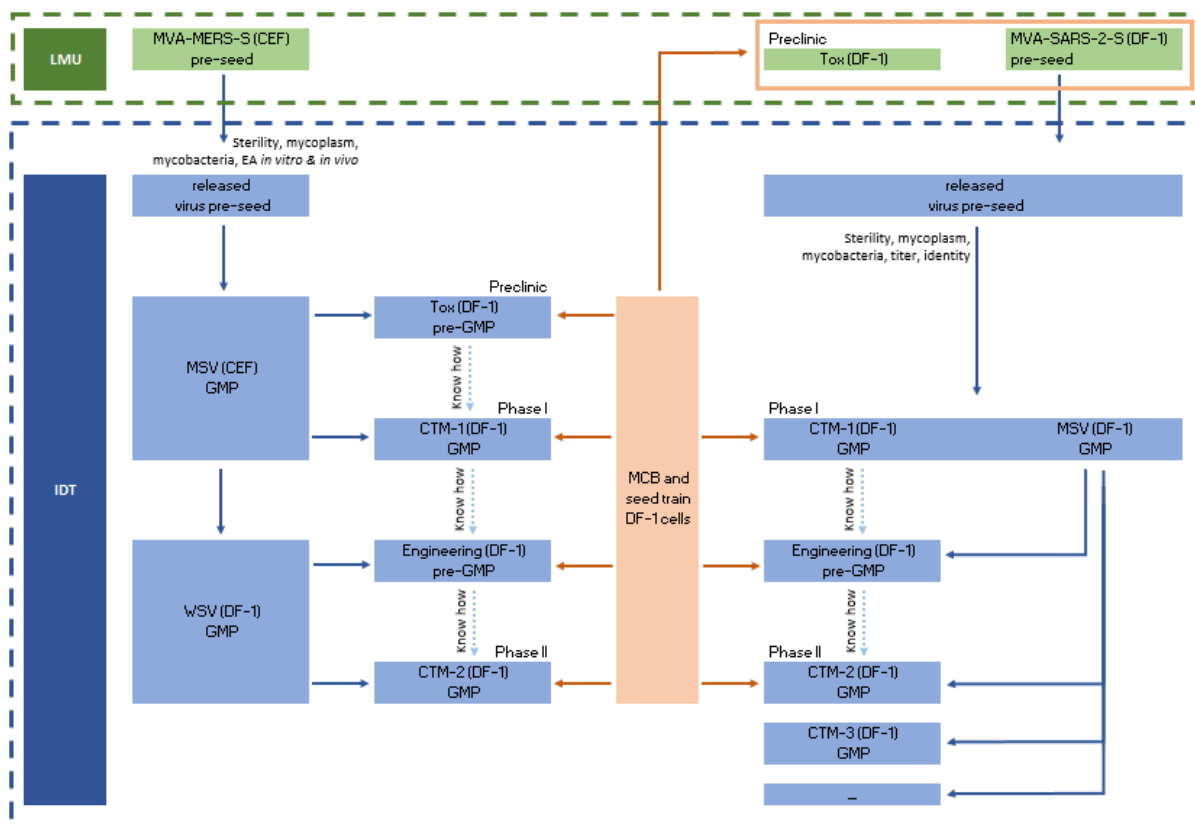 LMU
MVA-MERS-S (CEF)
pre-seed
Preclinic
Tox (DF-1)
MVA-SARS-2-S (DF-1)
pre-seed
Sterility, mycoplasm,
mycobacteria, EA in vitro & in vivo
IDT
released
virus pre-seed
released
virus pre-seed
Sterility, mycoplasm,
mycobacteria, titer, identity
MSV (CEF)
GMP
Preclinic
Tox (DF-1)
pre-GMP
Know how
Phase I
CTM-1 (DF-1)
GMP
Know how
WSV (DF-1)
GMP
Engineering (DF-1)
pre-GMP
Know how
Phase II
CTM-2 (DF-1)
GMP
MCB and
seed train
DF-1 cells
Phase I
CTM-1 (DF-1)
GMP
MSV (DF-1)
GMP
Know how
Engineering (DF-1)
pre-GMP
Know how
Phase II
CTM-2 (DF-1)
GMP
CTM-3 (DF-1)
GMP
_